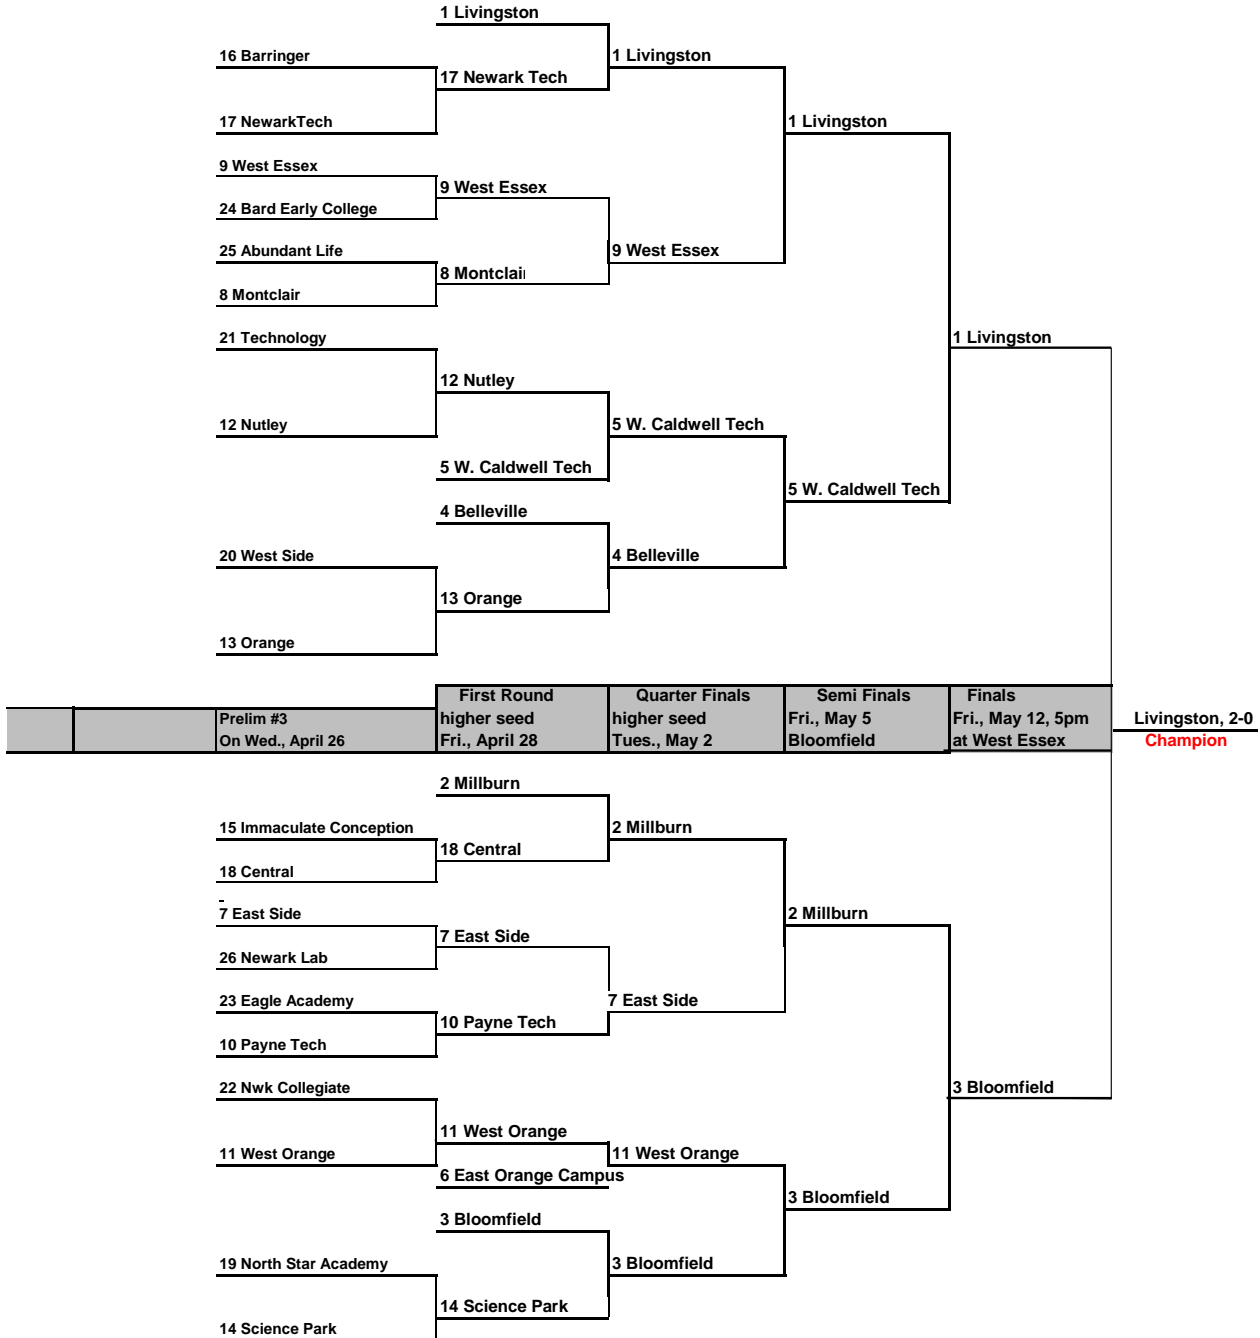 1 Livingston
16 Barringer
1 Livingston
17 Newark Tech
17 NewarkTech
1 Livingston
9 West Essex
9 West Essex
24 Bard Early College
25 Abundant Life
9 West Essex
8 Montclair
8 Montclair
21 Technology
1 Livingston
12 Nutley
12 Nutley
5 W. Caldwell Tech
5 W. Caldwell Tech
5 W. Caldwell Tech
4 Belleville
20 West Side
4 Belleville
13 Orange
13 Orange
First Round
Quarter Finals
Semi Finals
Finals
Prelim #3
higher seed
higher seed
Fri., May 5
Fri., May 12, 5pm
Livingston, 2-0
On Wed., April 26
Fri., April 28
Tues., May 2
Bloomfield
at West Essex
Champion
2 Millburn
15 Immaculate Conception
2 Millburn
18 Central
18 Central
-
7 East Side
2 Millburn
7 East Side
26 Newark Lab
23 Eagle Academy
7 East Side
10 Payne Tech
10 Payne Tech
22 Nwk Collegiate
3 Bloomfield
11 West Orange
11 West Orange
11 West Orange
6 East Orange Campus
3 Bloomfield
3 Bloomfield
19 North Star Academy
3 Bloomfield
14 Science Park
14 Science Park